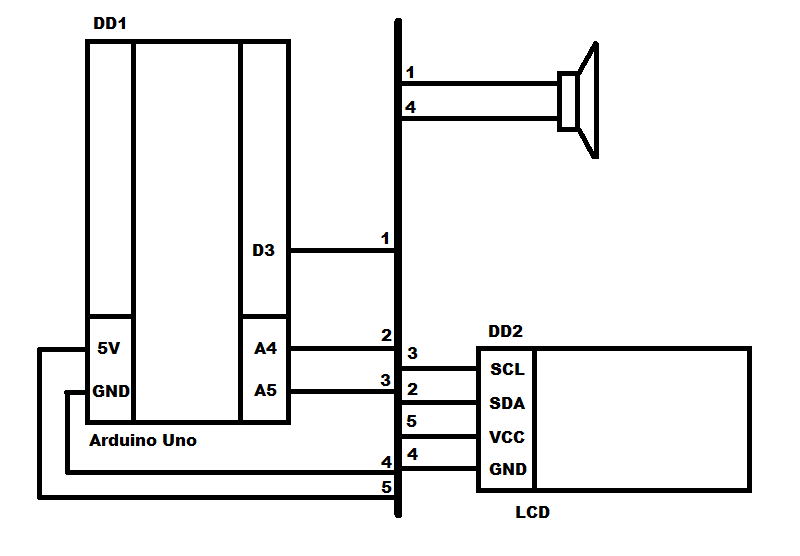 DD1
1
4
D3
1
5V
A4
2
GND
A5
3
Arduino Uno
4
5
DD2
3
SCL
2
SDA
5
VCC
4
GND
LCD